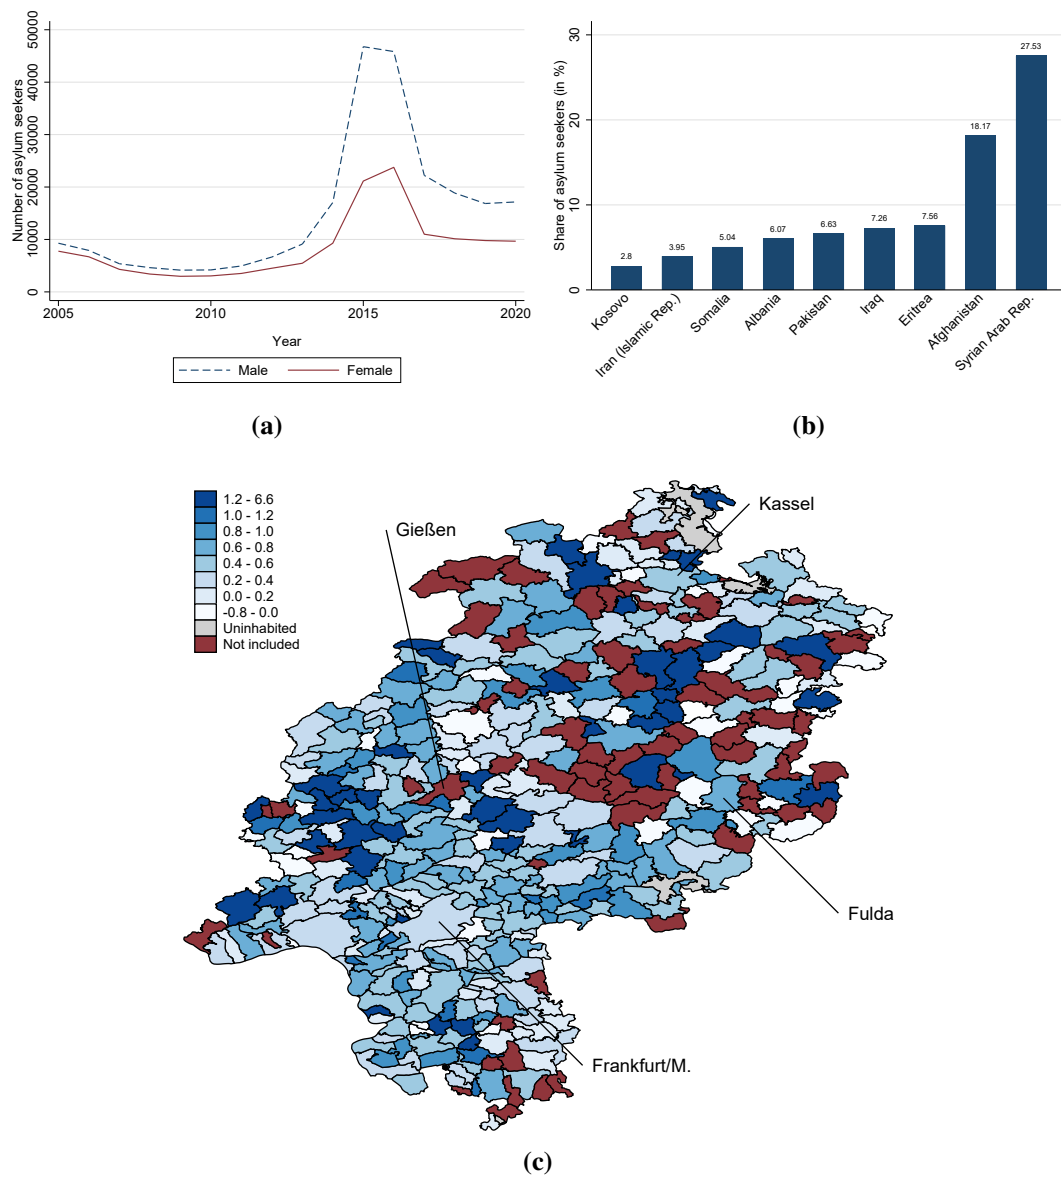 50000
40000
30000
20000
10000
0
Number of asylum seekers
2005
2010
2015
2020
Year
Male
Female
(a)
30
20
10
0
Share of asylum seekers (in %)
2.8
3.95
5.04
6.07
6.63
7.26
7.56
18.17
27.53
Kosovo
Iran (Islamic Rep.)
Somalia
Albania
Pakistan
Iraq
Eritrea
Afghanistan
Syrian Arab Rep.
(b)
1.2 - 6.6
1.0 - 1.2
0.8 - 1.0
0.6 - 0.8
0.4 - 0.6
0.2 - 0.4
0.0 - 0.2
-0.8 - 0.0
Uninhabited
Not included
Kassel
Gießen
Fulda
Frankfurt/M.
(c)